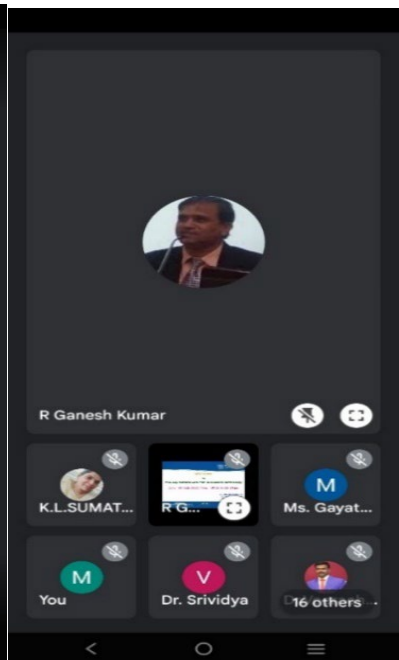 R Ganesh Kumar
K.L.SUMAT...
R G...
Ms. Gayat...
M
M
You
V
Dr. Srividya
16 others